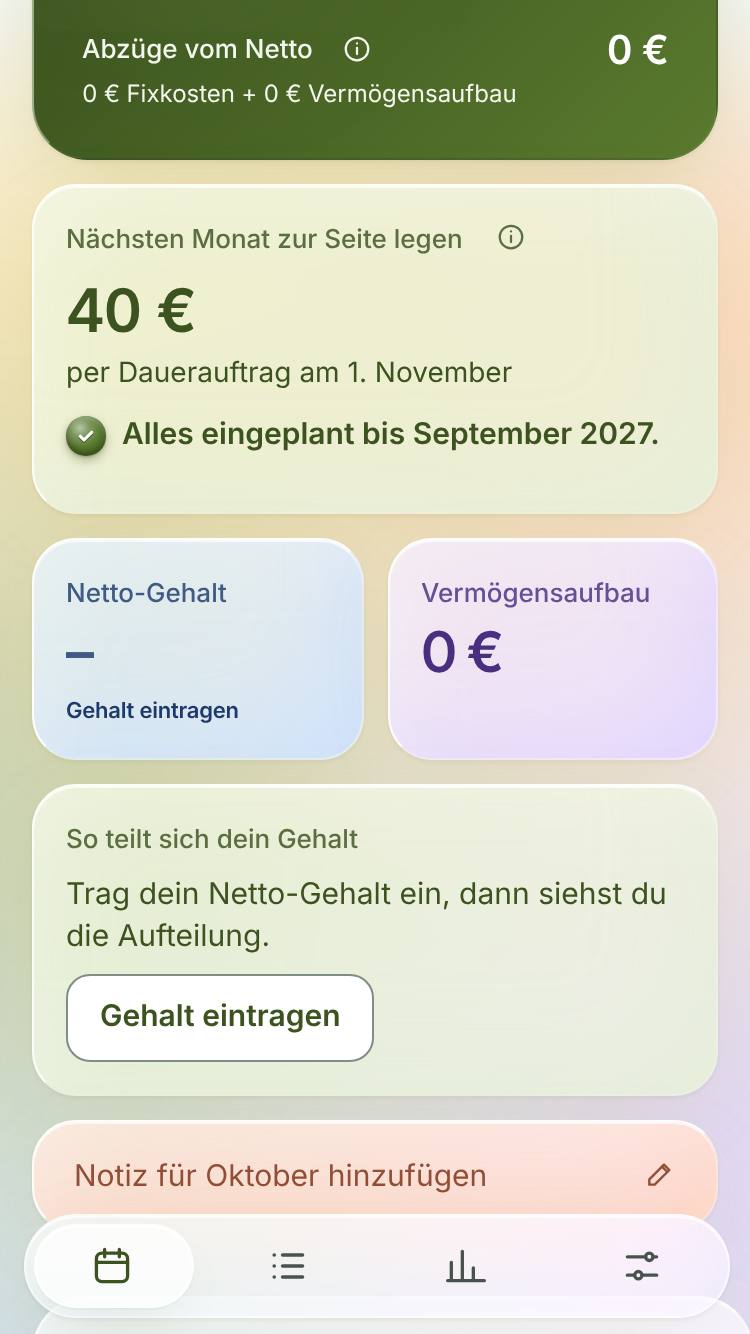 Abzüge vom Netto
0 €
0 € Fixkosten + 0 € Vermögensaufbau
Nächsten Monat zur Seite legen
40 €
per Dauerauftrag am 1. November
Alles eingeplant bis September 2027.
Netto-Gehalt
–
Gehalt eintragen
Vermögensaufbau
0 €
So teilt sich dein Gehalt
Trag dein Netto-Gehalt ein, dann siehst du
die Aufteilung.
Gehalt eintragen
Notiz für Oktober hinzufügen